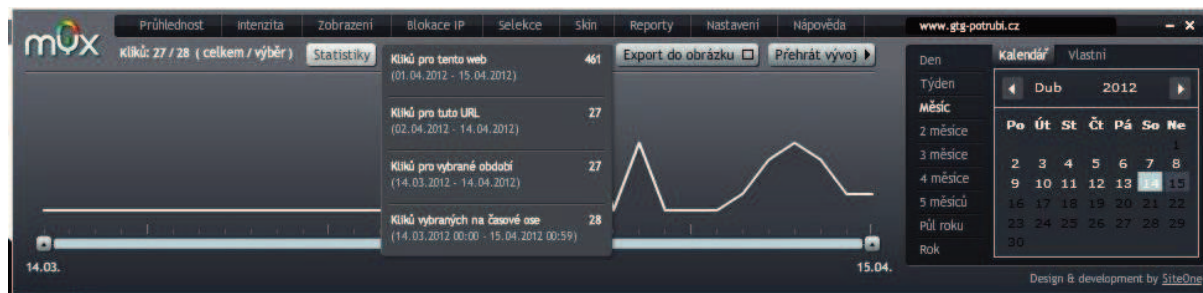 Průhlednost Intenzita Zobrazení Blokace IP Selekce Skin Reporty Nastavení Nápověda www.gtg-potrubi.cz
myx
Kliků: 27 / 28 ( celkem / výběr ) Statistiky Export do obrázku Přehrát vývoj
Kliků pro tento web 461
(01.04.2012 - 15.04.2012)
Kliků pro tuto URL 27
(02.04.2012 - 14.04.2012)
Kliků pro vybrané období 27
(14.03.2012 - 14.04.2012)
Kliků vybraných na časové ose 28
(14.03.2012 00:00 - 15.04.2012 00:59)
14.03. 15.04.
Den
Týden
Měsíc
2 měsíce
3 měsíce
4 měsíce
5 měsíců
Půl roku
Rok
Kalendář Vlastní
Dub 2012
Po Út St Čt Pá So Ne
1
2 3 4 5 6 7 8
9 10 11 12 13 14 15
16 17 18 19 20 21 22
23 24 25 26 27 28 29
30
Design & development by SiteOne